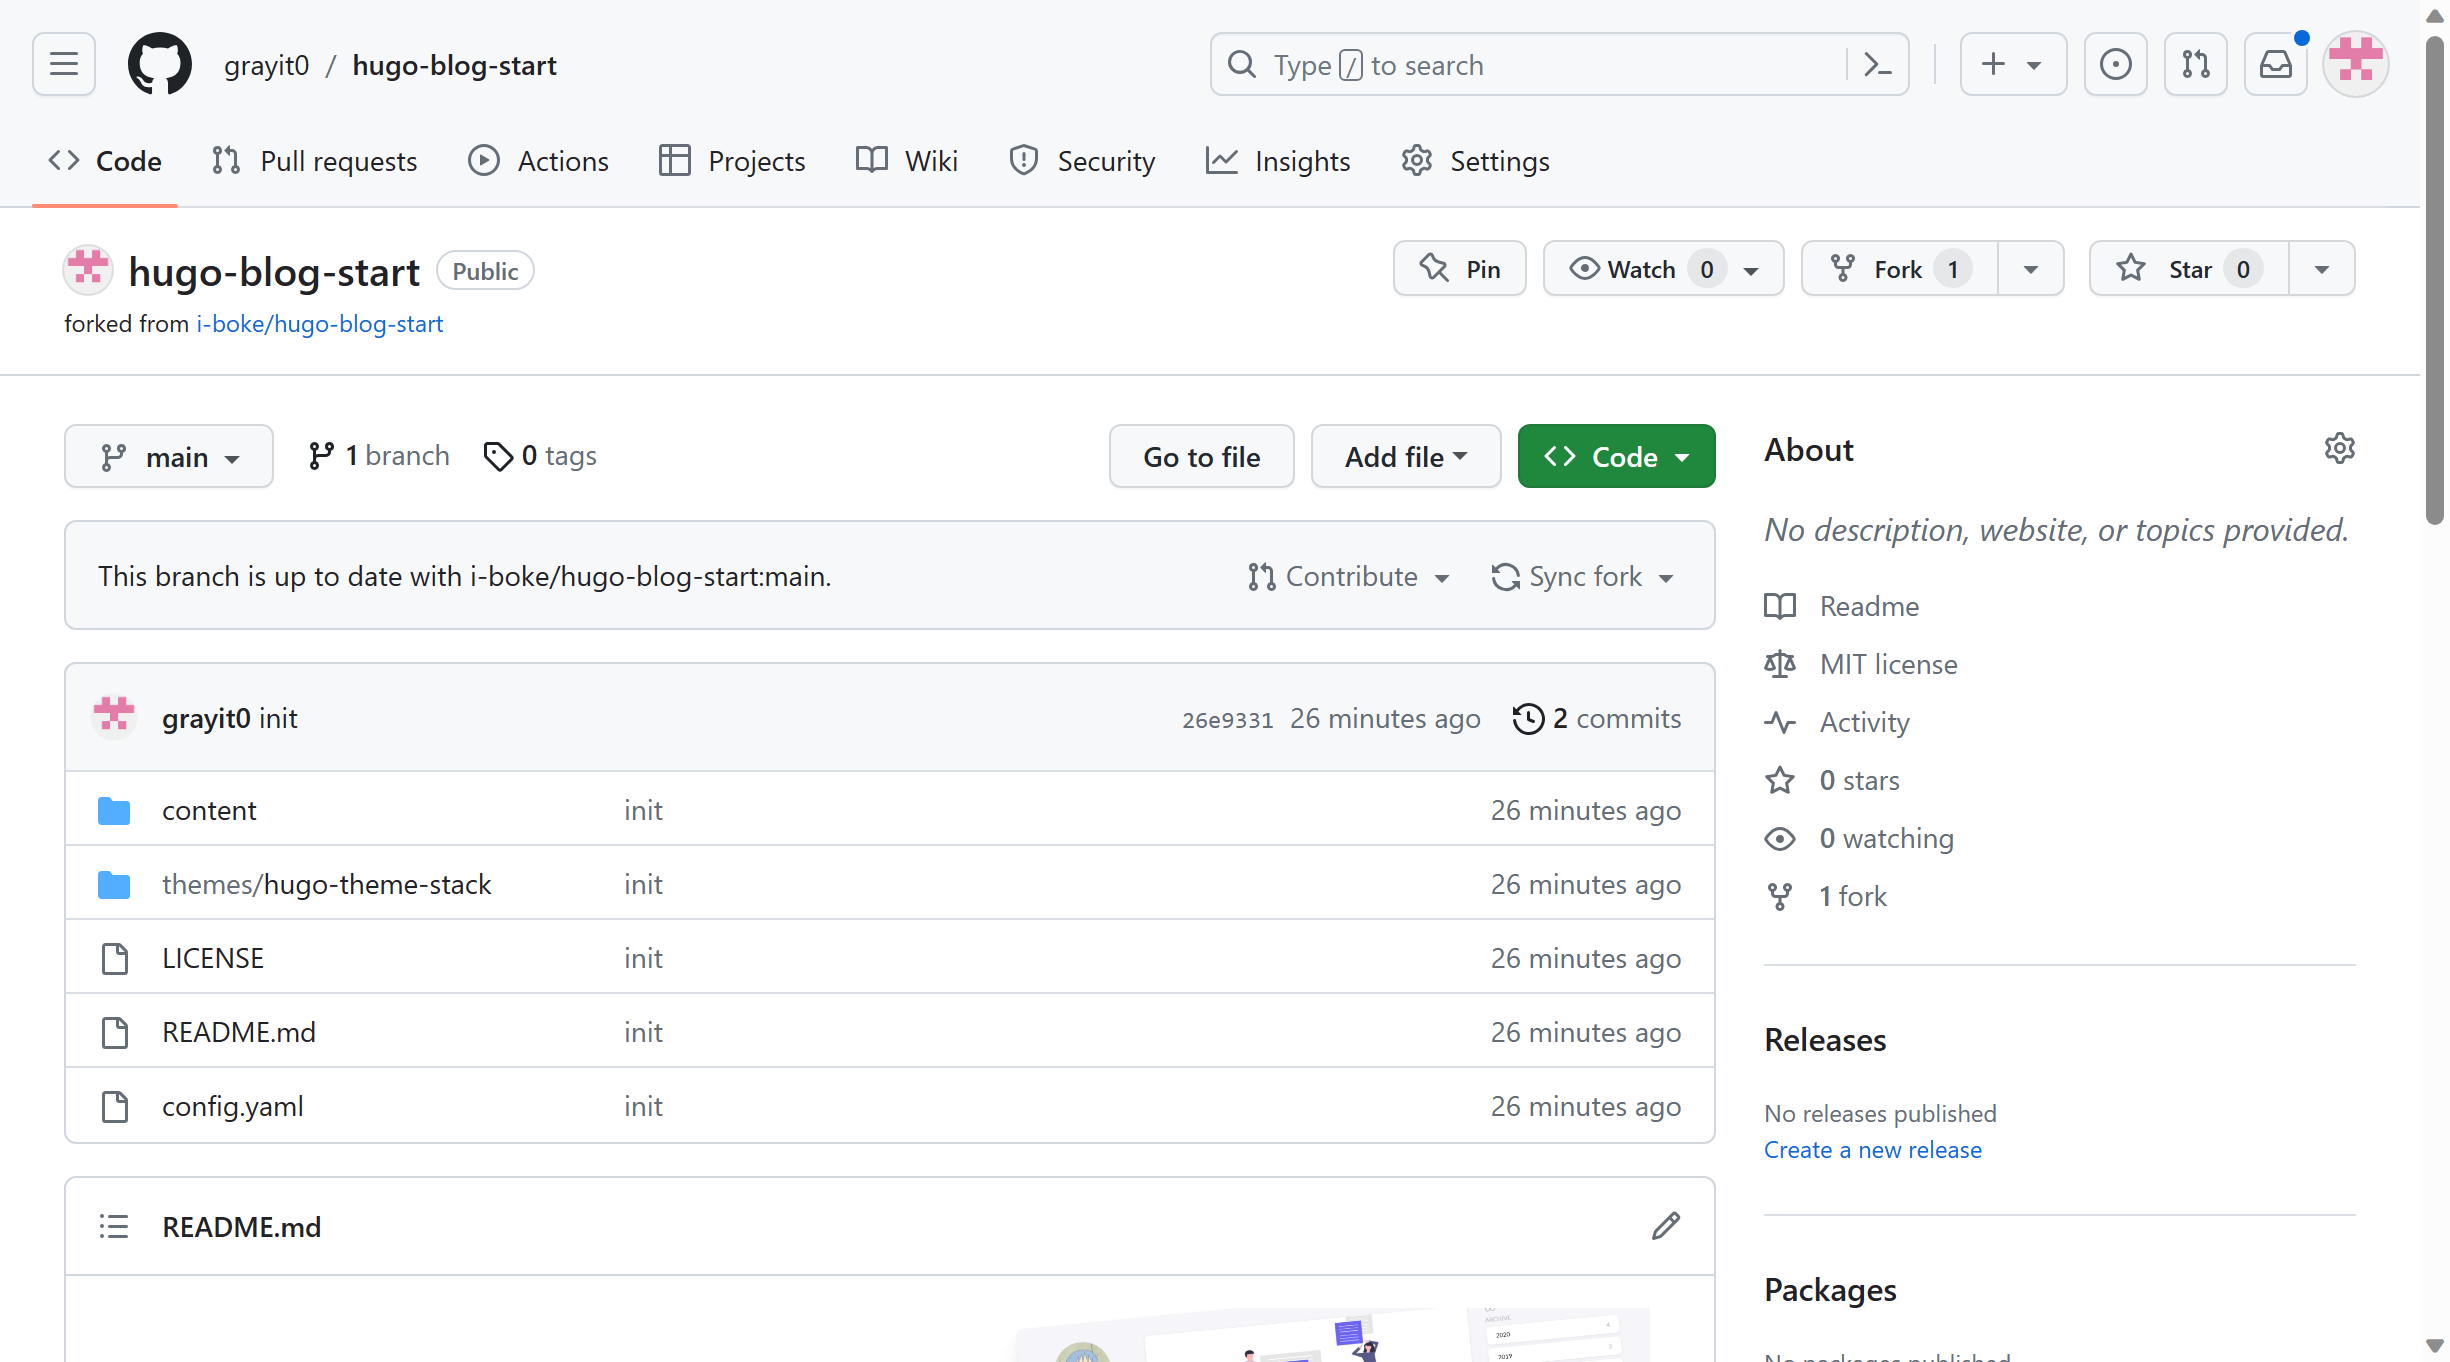 grayit0 / hugo-blog-start
Type / to search
Code Pull requests Actions Projects Wiki Security Insights Settings
hugo-blog-start Public
Pin Watch 0 Fork 1 Star 0
forked from i-boke/hugo-blog-start
main 1 branch 0 tags
Go to file Add file Code
This branch is up to date with i-boke/hugo-blog-start:main.
Contribute Sync fork
grayit0 init 26e9331 26 minutes ago 2 commits
content init 26 minutes ago
themes/hugo-theme-stack init 26 minutes ago
LICENSE init 26 minutes ago
README.md init 26 minutes ago
config.yaml init 26 minutes ago
README.md
ARCHIVE
2020
2019
About
No description, website, or topics provided.
Readme
MIT license
Activity
0 stars
0 watching
1 fork
Releases
No releases published
Create a new release
Packages
No packages published